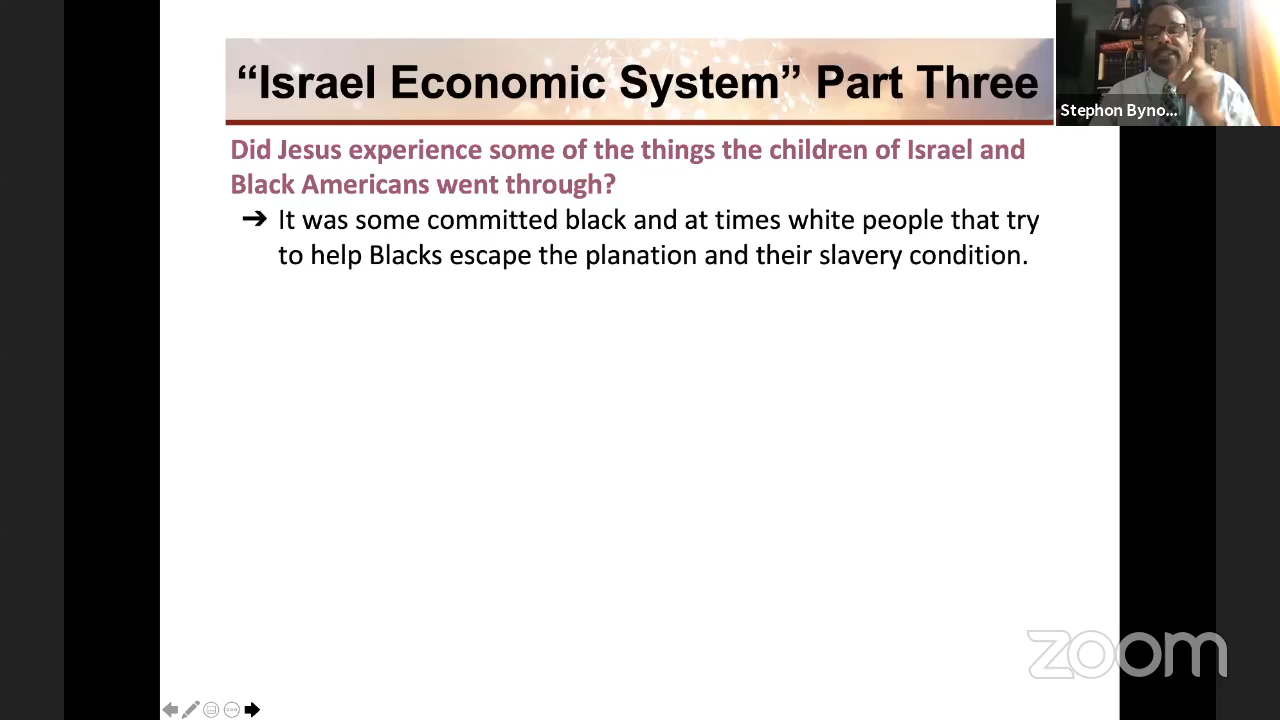 “Israel Economic System” Part Three
Stephon Byno...
Did Jesus experience some of the things the children of Israel and
Black Americans went through?
➔ It was some committed black and at times white people that try
to help Blacks escape the planation and their slavery condition.
zoom